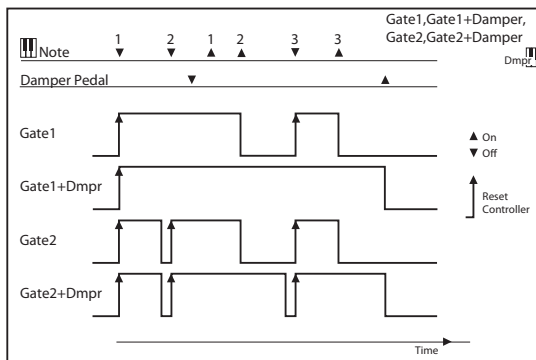 Gate1,Gate1+Damper,
Gate2,Gate2+Damper
1 2 1 2 3 3
Note
Dmpr
Damper Pedal
Gate1
▲ On
▼ Off
Gate1+Dmpr
Reset
Controller
Gate2
Gate2+Dmpr
Time